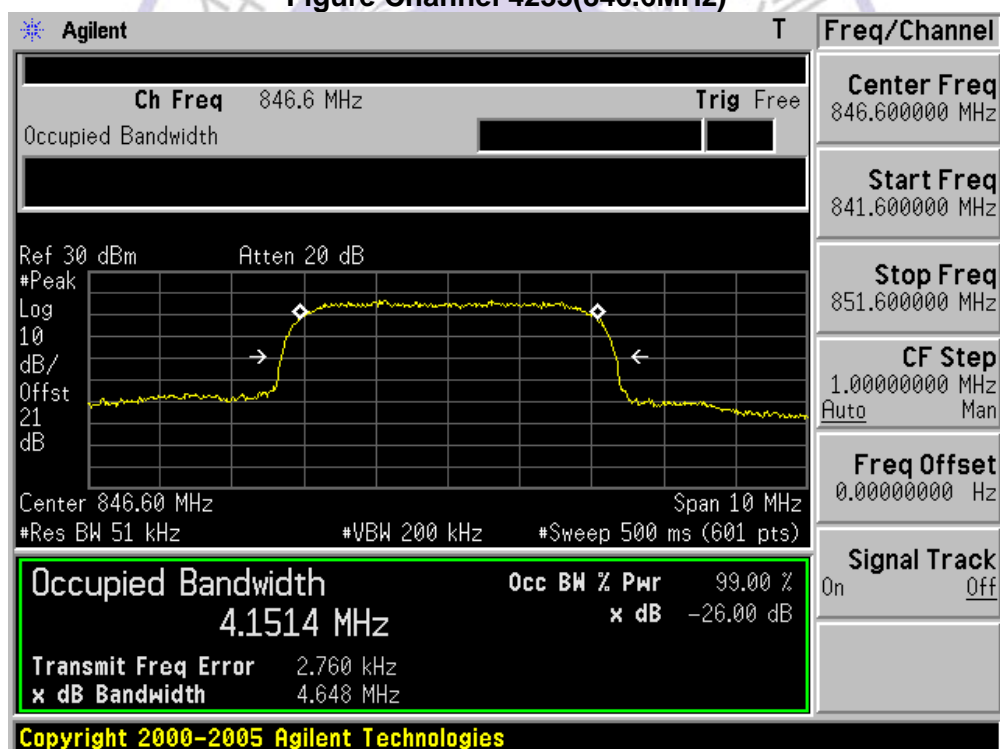 Figure Channel 4233(846.6MHz)
Agilent T
Freq/Channel
Ch Freq 846.6 MHz Trig Free
Occupied Bandwidth
Center Freq
846.600000 MHz
Start Freq
841.600000 MHz
Stop Freq
851.600000 MHz
CF Step
1.00000000 MHz
Auto Man
Freq Offset
0.00000000 Hz
Signal Track
On Off
Ref 30 dBm Atten 20 dB
#Peak
Log
10
dB/
Offst
21
dB
Center 846.60 MHz Span 10 MHz
#Res BW 51 kHz #VBW 200 kHz #Sweep 500 ms (601 pts)
Occupied Bandwidth Occ BW % Pwr 99.00 %
4.1514 MHz x dB -26.00 dB
Transmit Freq Error 2.760 kHz
x dB Bandwidth 4.648 MHz
Copyright 2000-2005 Agilent Technologies